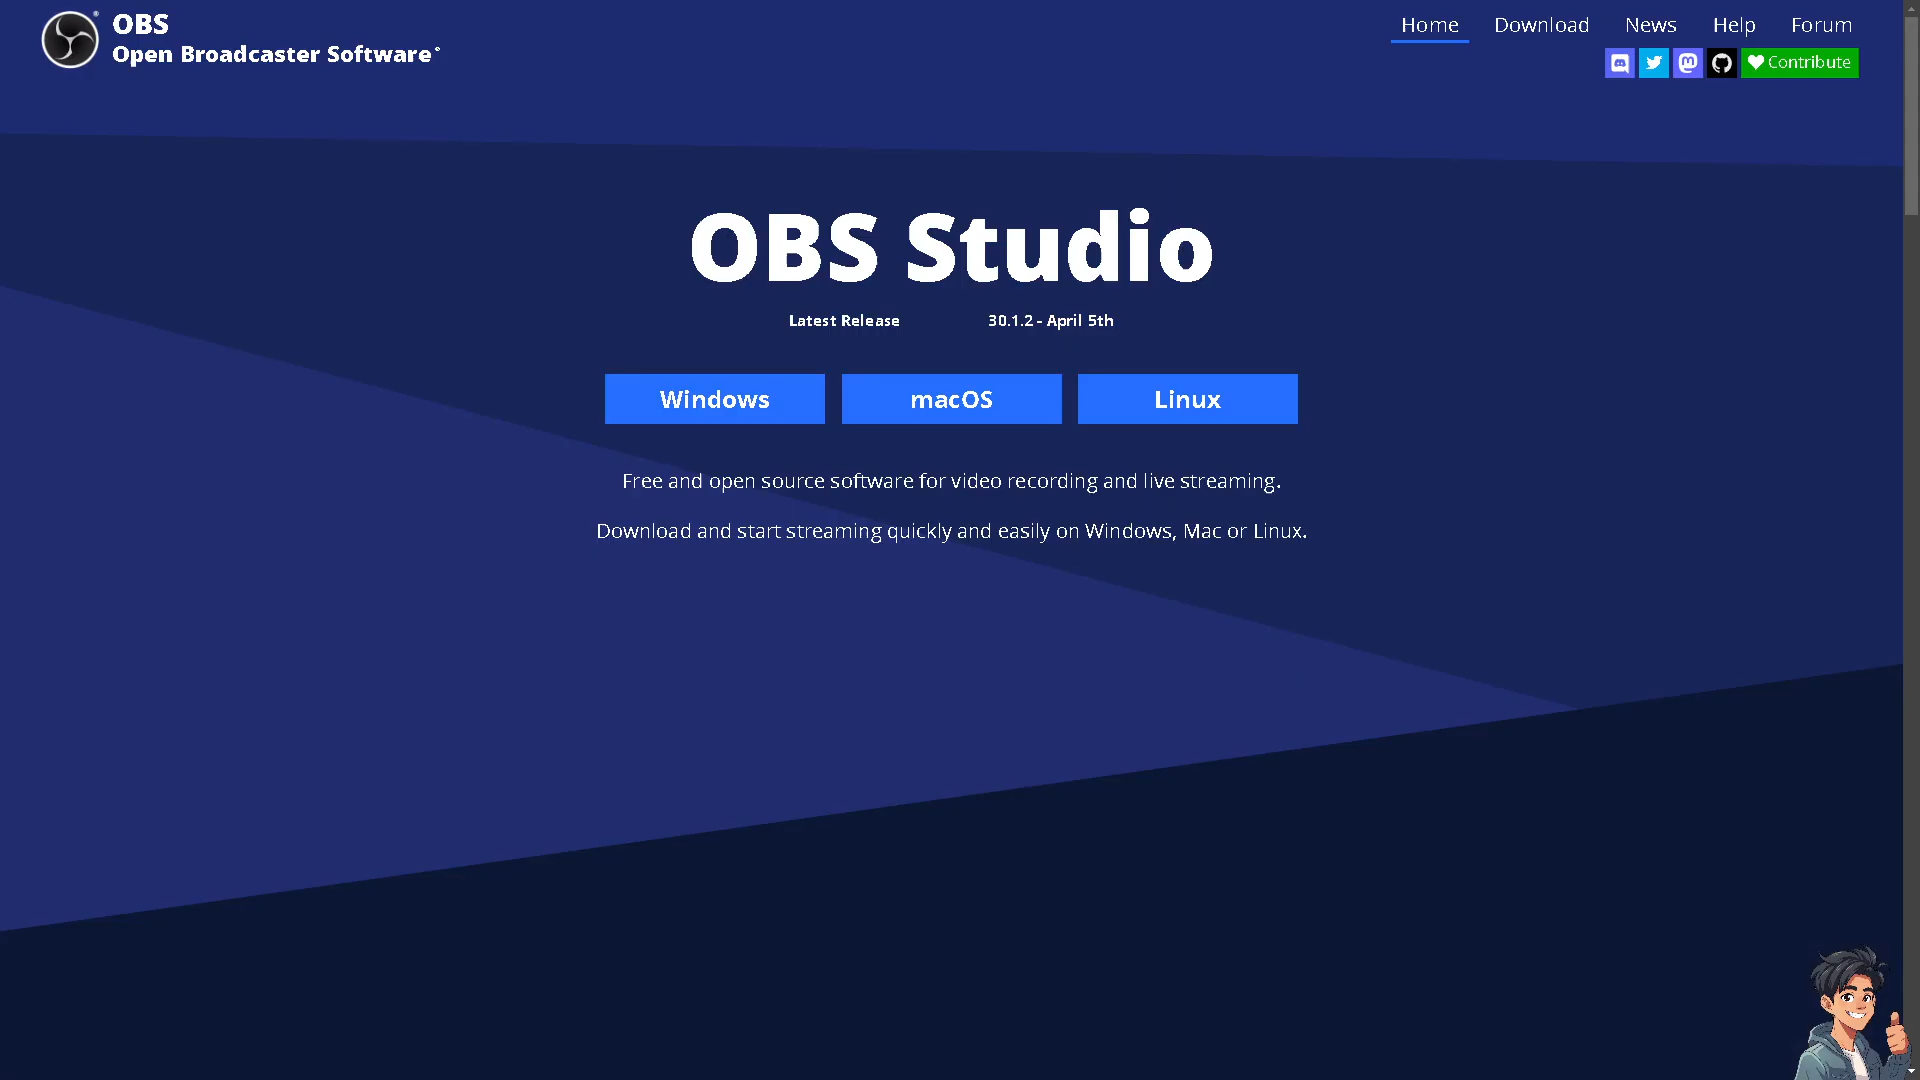 OBS
Open Broadcaster Software®
Home Download News Help Forum
Contribute
OBS Studio
Latest Release 30.1.2 - April 5th
Windows macOS Linux
Free and open source software for video recording and live streaming.
Download and start streaming quickly and easily on Windows, Mac or Linux.